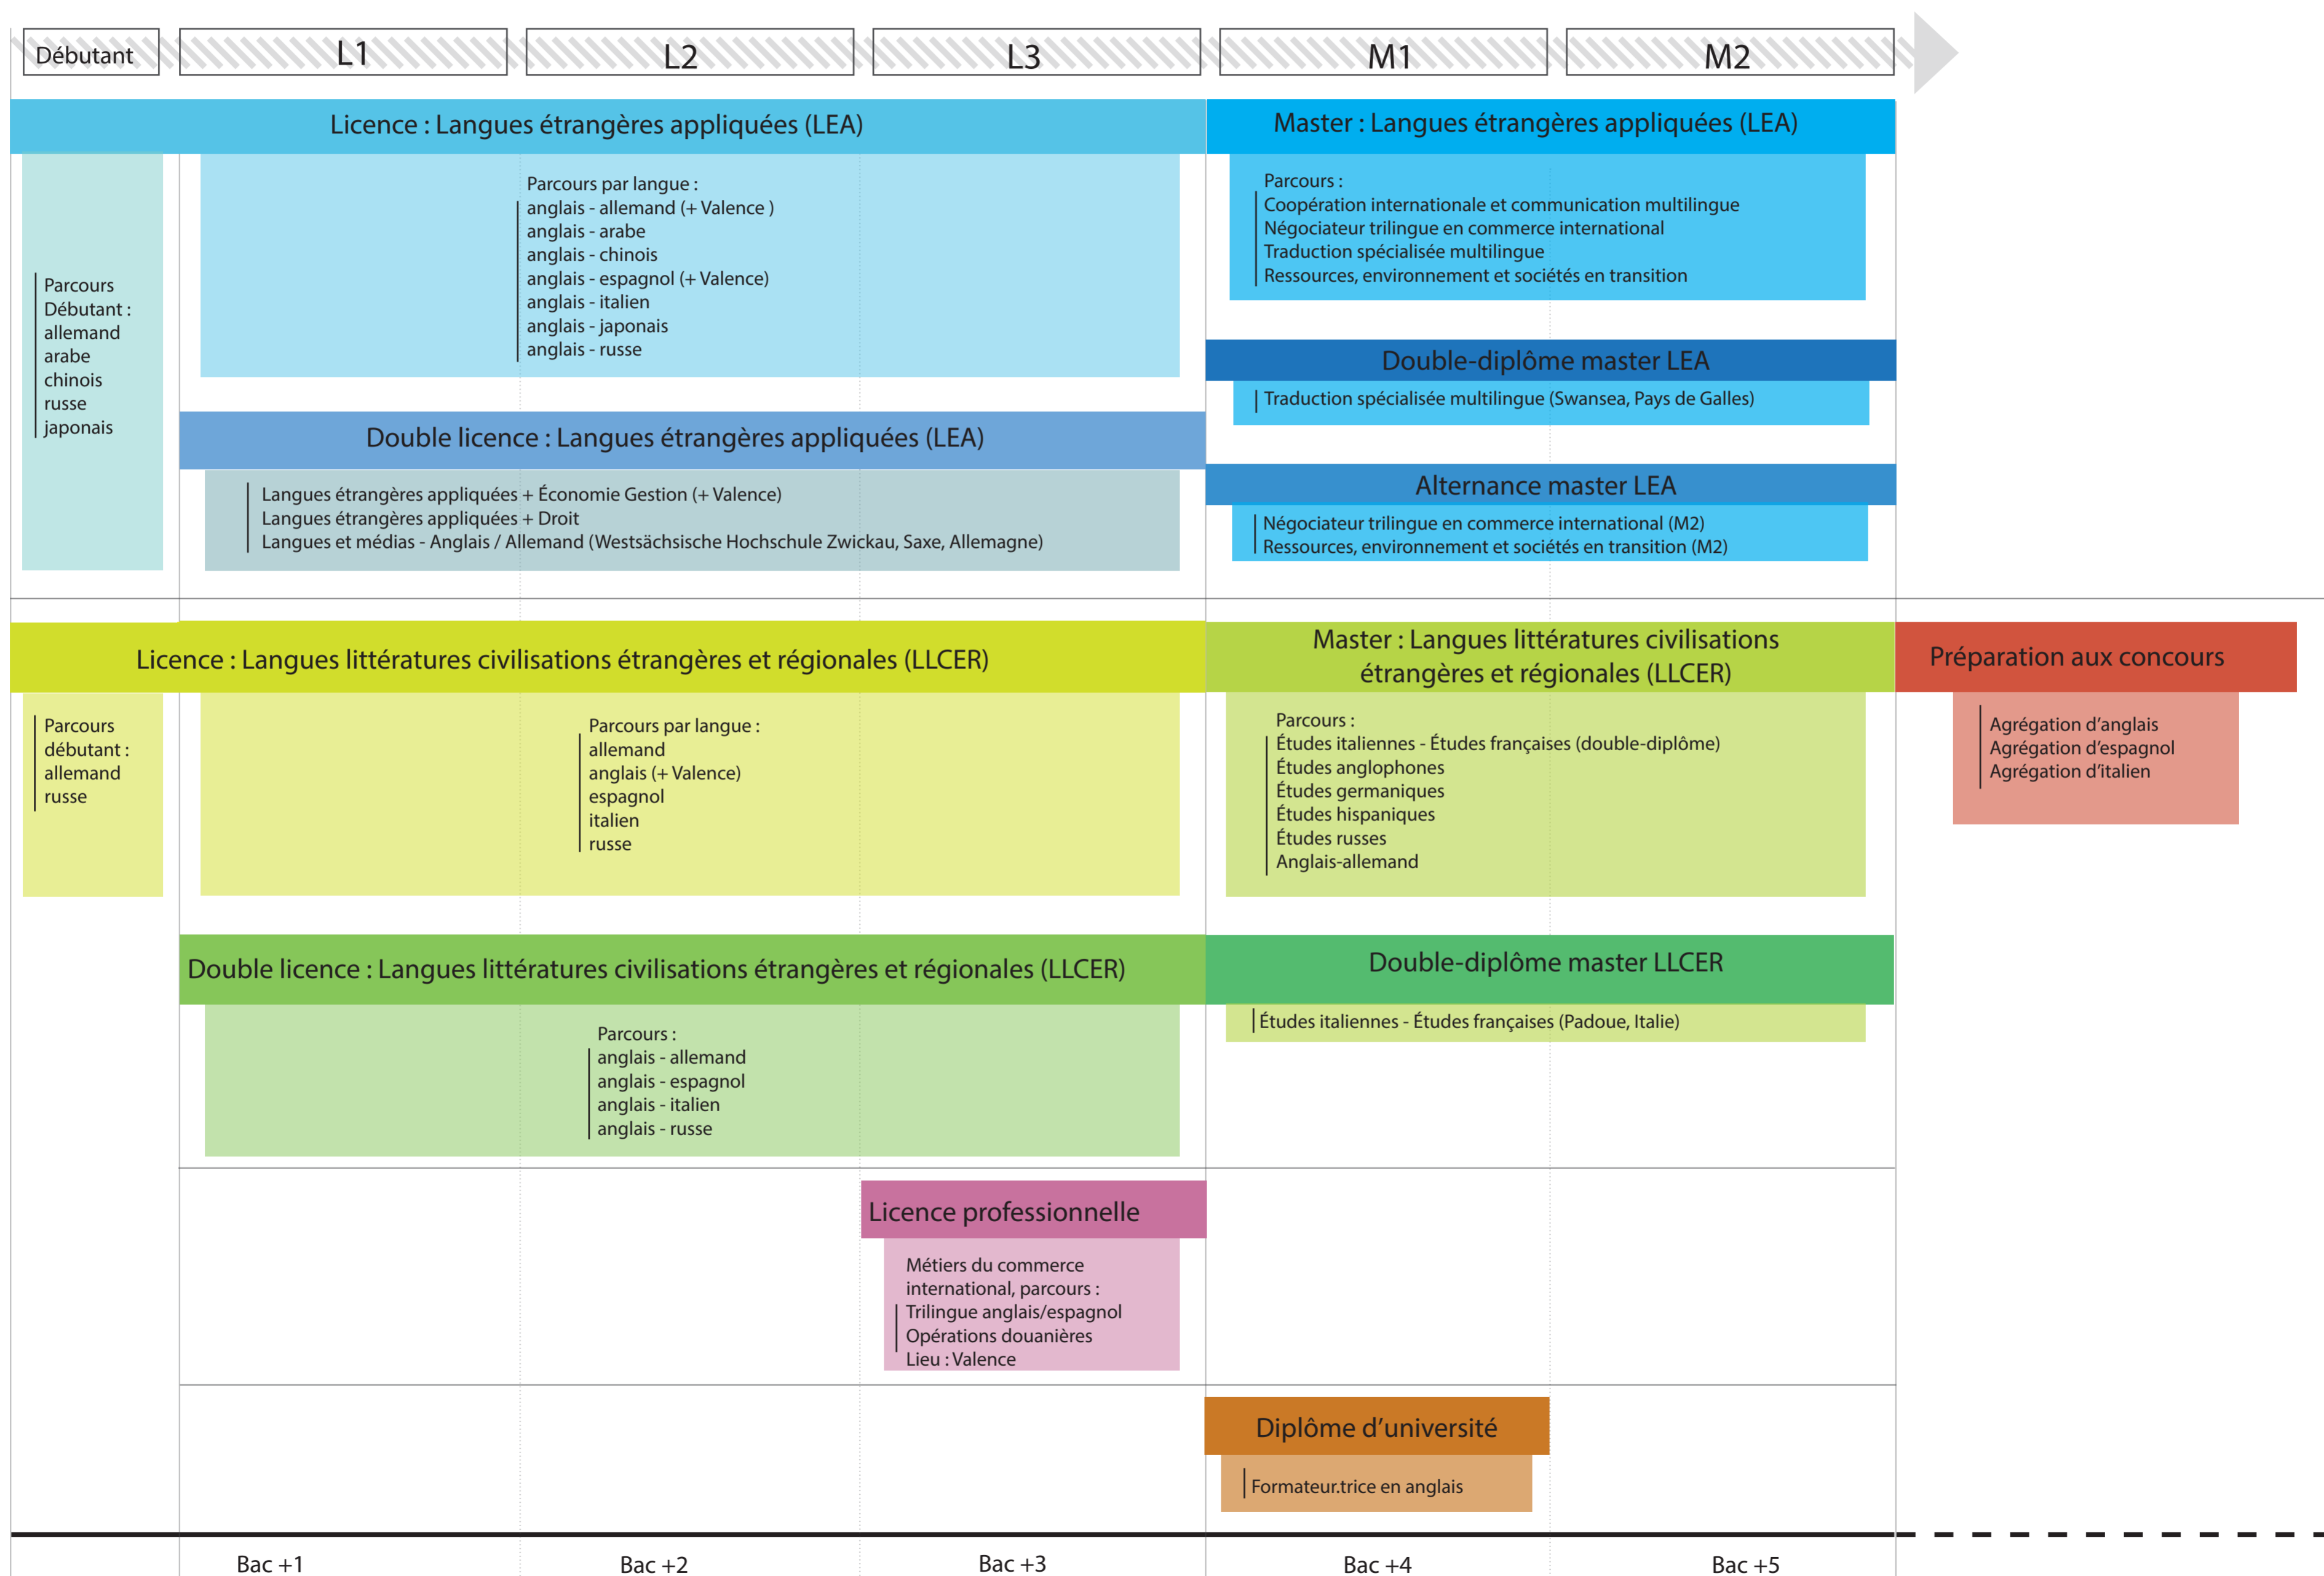 Débutant
L1
L2
L3
M1
M2
Licence : Langues étrangères appliquées (LEA)
Master : Langues étrangères appliquées (LEA)
Parcours
Débutant :
allemand
arabe
chinois
russe
japonais
Parcours par langue :
anglais - allemand (+ Valence )
anglais - arabe
anglais - chinois
anglais - espagnol (+ Valence)
anglais - italien
anglais - japonais
anglais - russe
Parcours :
Coopération internationale et communication multilingue
Négociateur trilingue en commerce international
Traduction spécialisée multilingue
Ressources, environnement et sociétés en transition
Double-diplôme master LEA
Traduction spécialisée multilingue (Swansea, Pays de Galles)
Double licence : Langues étrangères appliquées (LEA)
Langues étrangères appliquées + Économie Gestion (+ Valence)
Langues étrangères appliquées + Droit
Langues et médias - Anglais / Allemand (Westsächsische Hochschule Zwickau, Saxe, Allemagne)
Alternance master LEA
Négociateur trilingue en commerce international (M2)
Ressources, environnement et sociétés en transition (M2)
Licence : Langues littératures civilisations étrangères et régionales (LLCER)
Master : Langues littératures civilisations
étrangères et régionales (LLCER)
Préparation aux concours
Parcours
débutant :
allemand
russe
Parcours par langue :
allemand
anglais (+ Valence)
espagnol
italien
russe
Parcours :
Études italiennes - Études françaises (double-diplôme)
Études anglophones
Études germaniques
Études hispaniques
Études russes
Anglais-allemand
Agrégation d’anglais
Agrégation d’espagnol
Agrégation d’italien
Double licence : Langues littératures civilisations étrangères et régionales (LLCER)
Double-diplôme master LLCER
Parcours :
anglais - allemand
anglais - espagnol
anglais - italien
anglais - russe
Études italiennes - Études françaises (Padoue, Italie)
Licence professionnelle
Métiers du commerce
international, parcours :
Trilingue anglais/espagnol
Opérations douanières
Lieu : Valence
Diplôme d’université
Formateur.trice en anglais
Bac +1
Bac +2
Bac +3
Bac +4
Bac +5